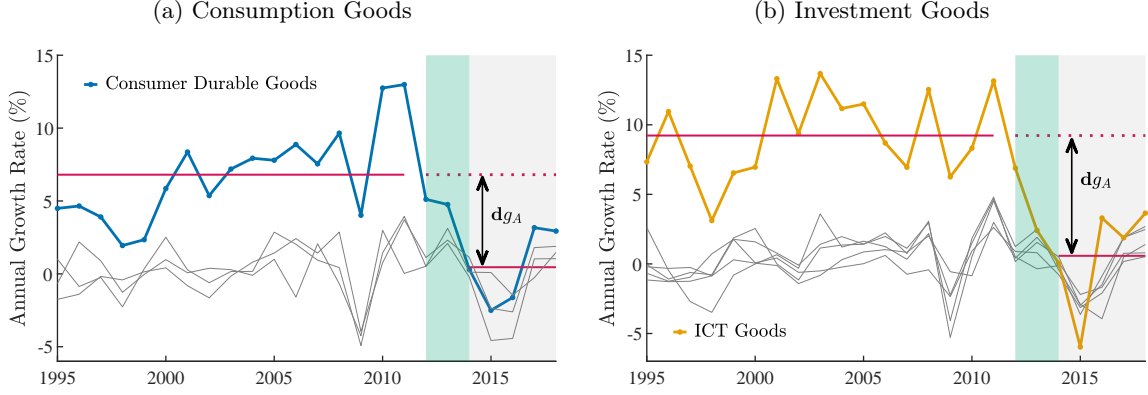 (a) Consumption Goods
Annual Growth Rate (%)
15
10
5
0
-5
Consumer Durable Goods
dg_A
1995
2000
2005
2010
2015
(b) Investment Goods
Annual Growth Rate (%)
15
10
5
0
-5
dg_A
ICT Goods
1995
2000
2005
2010
2015